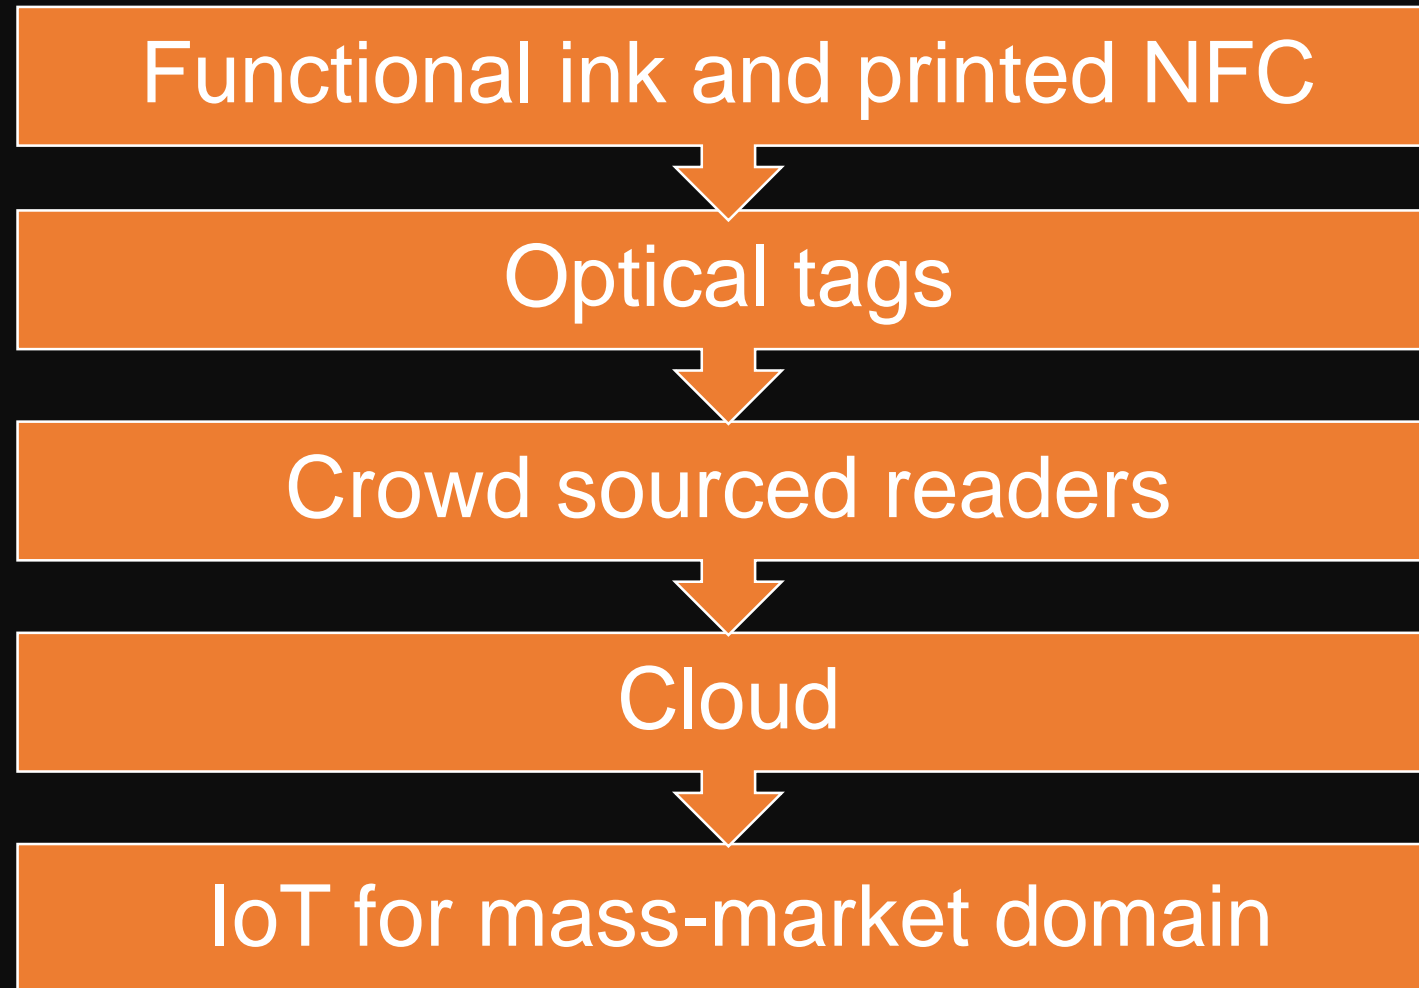 Functional ink and printed NFC
Optical tags
Crowd sourced readers
Cloud
IoT for mass-market domain